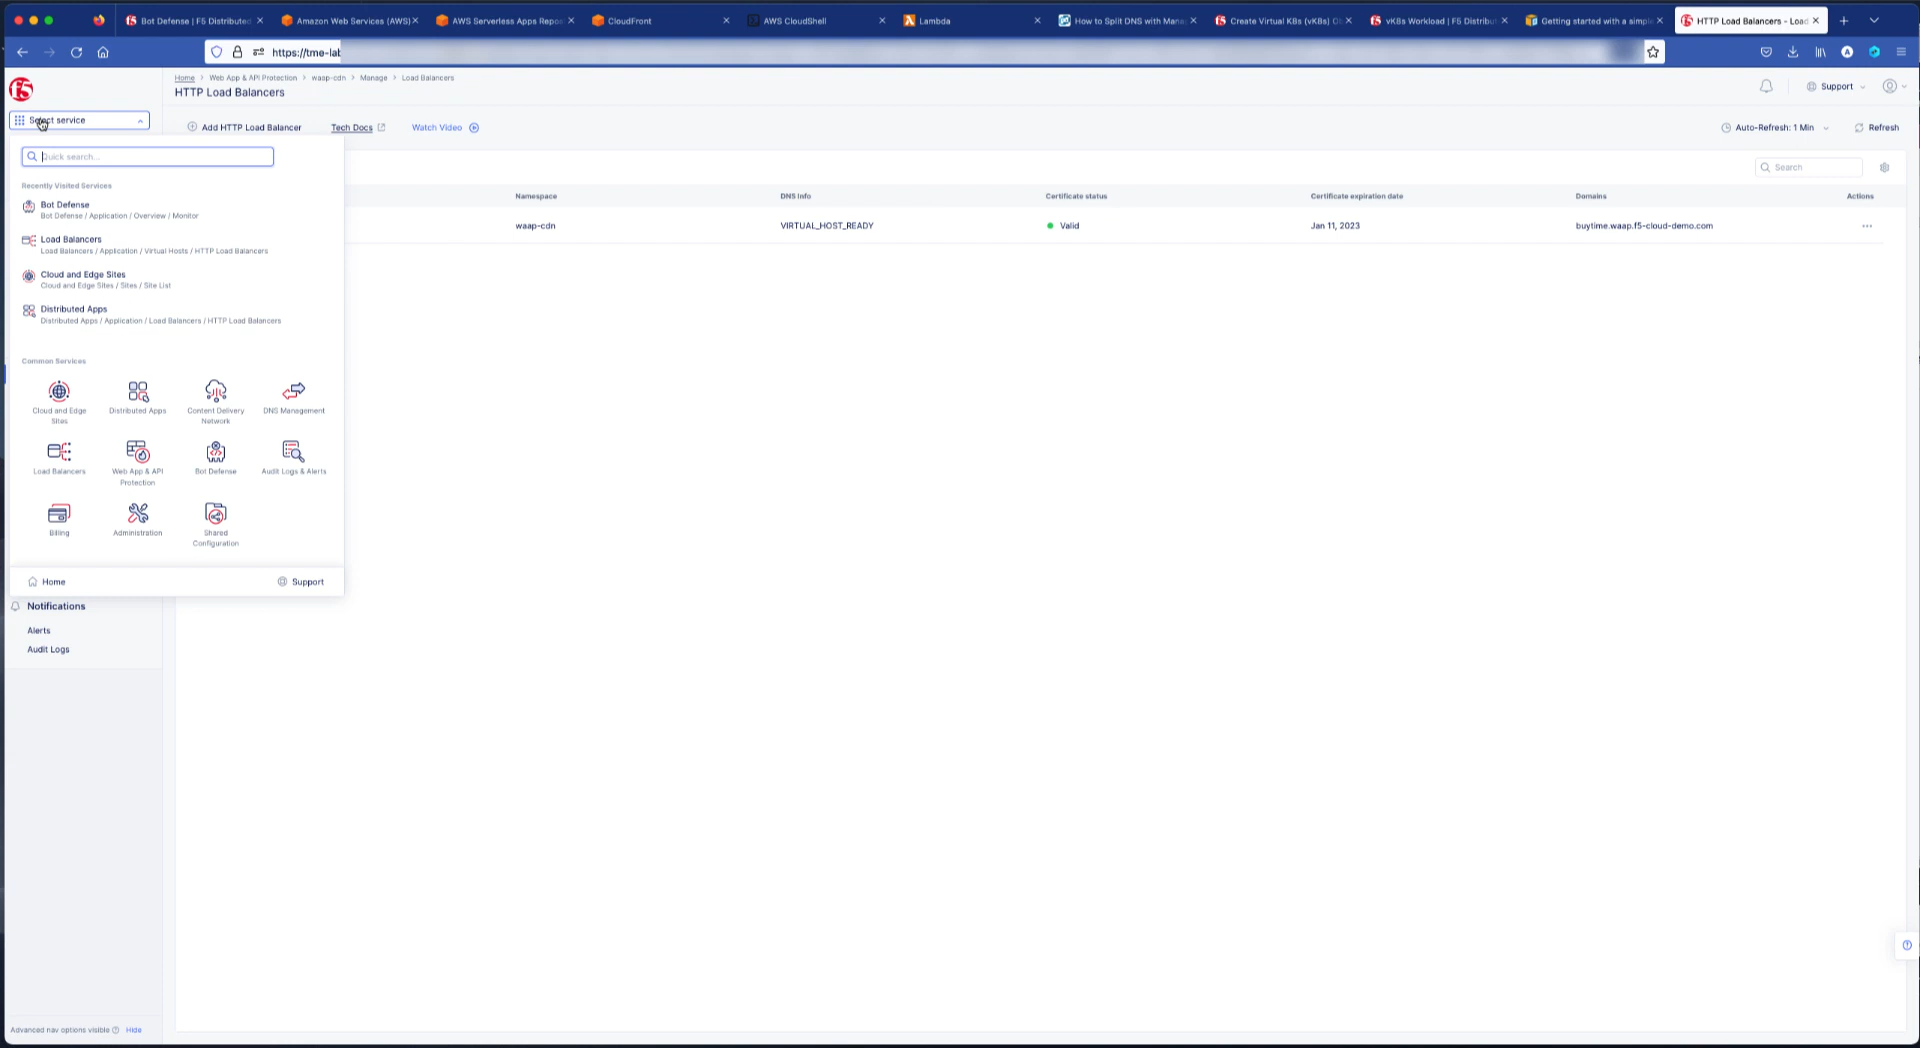 Bot Defense | F5 Distributed
Amazon Web Services (AWS)
AWS Serverless Apps Repos
CloudFront
AWS CloudShell
Lambda
How to Split DNS with Mana
Create Virtual K8s (vK8s) O
vK8s Workload | F5 Distribut
Getting started with a simple
HTTP Load Balancers - Load
https://tme-lab
f5
Home > Web App & API Protection > waap-cdn > Manage > Load Balancers
HTTP Load Balancers
Support
Select service
Add HTTP Load Balancer
Tech Docs
Watch Video
Auto-Refresh: 1 Min
Refresh
Quick search...
Search
Recently Visited Services
Bot Defense
Bot Defense / Application / Overview / Monitor
Load Balancers
Load Balancers / Application / Virtual Hosts / HTTP Load Balancers
Cloud and Edge Sites
Cloud and Edge Sites / Sites / Site List
Distributed Apps
Distributed Apps / Application / Load Balancers / HTTP Load Balancers
Namespace
DNS Info
Certificate status
Certificate expiration date
Domains
Actions
waap-cdn
VIRTUAL_HOST_READY
Valid
Jan 11, 2023
buytime.waap.f5-cloud-demo.com
Common Services
Cloud and Edge
Sites
Distributed Apps
Content Delivery
Network
DNS Management
Load Balancers
Web App & API
Protection
Bot Defense
Audit Logs & Alerts
Billing
Administration
Shared
Configuration
Home
Support
Notifications
Alerts
Audit Logs
Advanced nav options visible
Hide